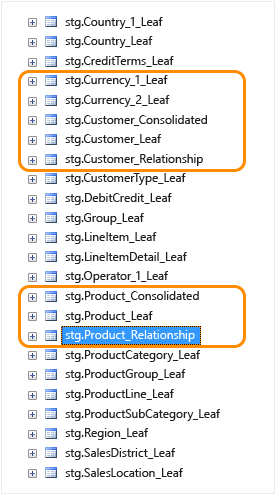 stg.Country_1_Leaf
stg.Country_Leaf
stg.CreditTerms_Leaf
stg.Currency_1_Leaf
stg.Currency_2_Leaf
stg.Customer_Consolidated
stg.Customer_Leaf
stg.Customer_Relationship
stg.CustomerType_Leaf
stg.DebitCredit_Leaf
stg.Group_Leaf
stg.LineItem_Leaf
stg.LineItemDetail_Leaf
stg.Operator_1_Leaf
stg.Product_Consolidated
stg.Product_Leaf
stg.Product_Relationship
stg.ProductCategory_Leaf
stg.ProductGroup_Leaf
stg.ProductLine_Leaf
stg.ProductSubCategory_Leaf
stg.Region_Leaf
stg.SalesDistrict_Leaf
stg.SalesLocation_Leaf